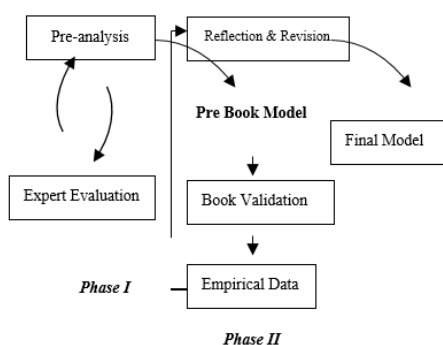 Pre-analysis
Reflection & Revision
Pre Book Model
Final Model
Expert Evaluation
Book Validation
Phase I
Empirical Data
Phase II